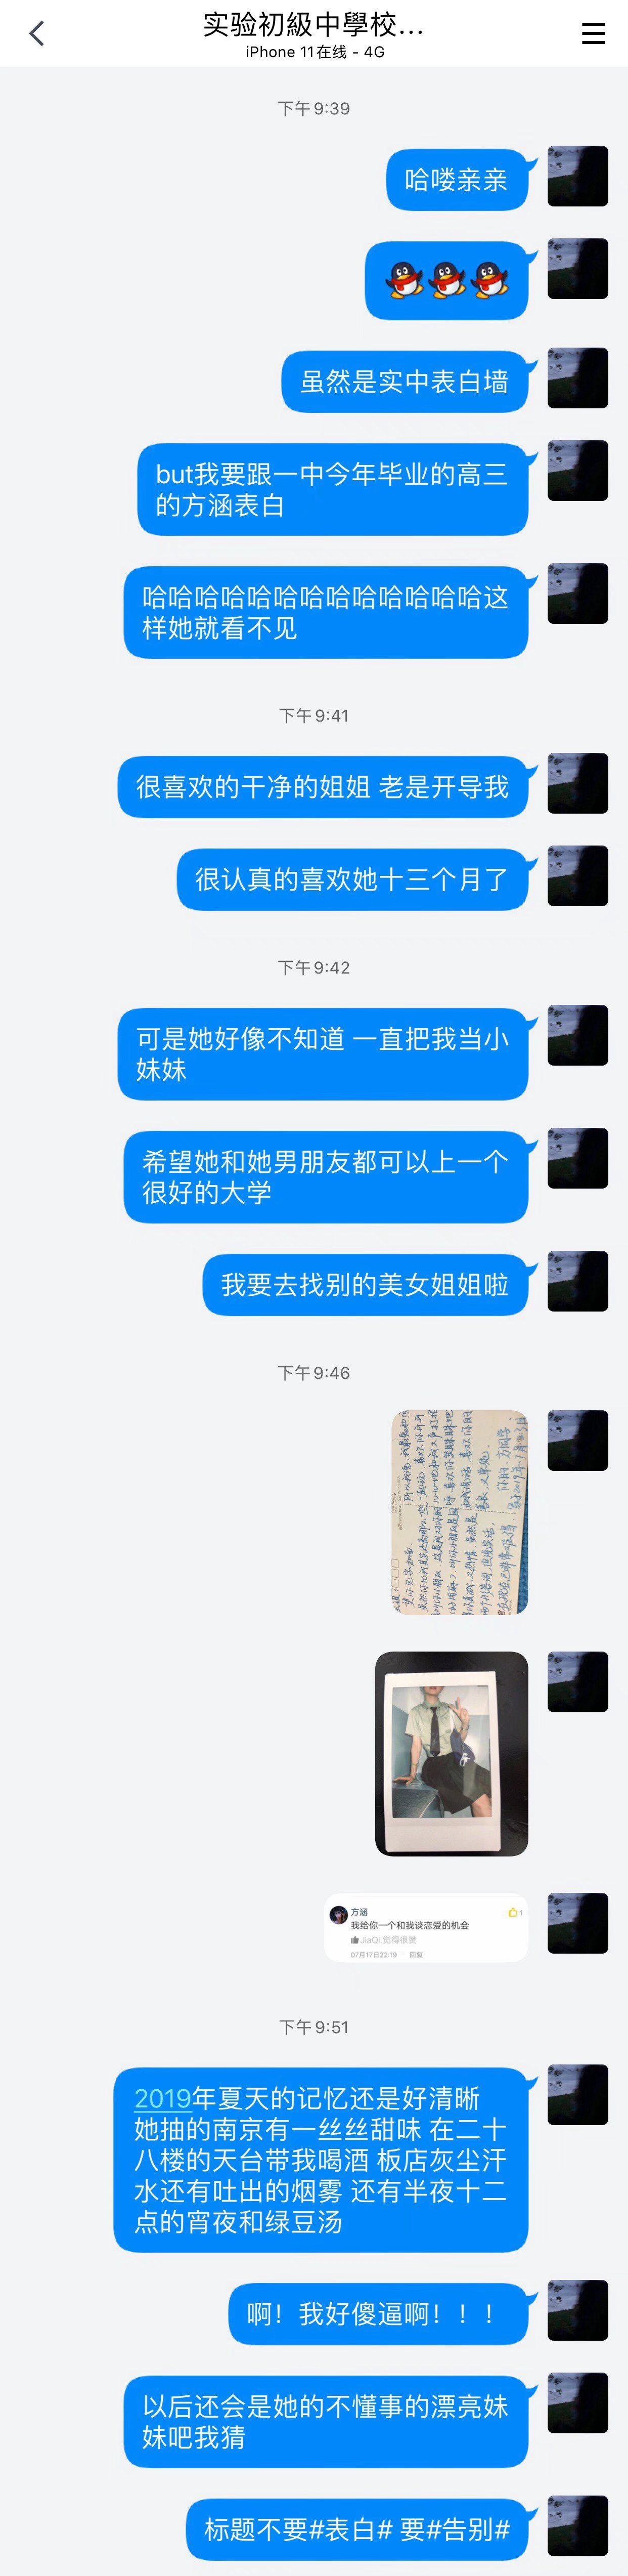 实验初級中學校...
iPhone 11在线 - 4G
下午9:39
哈喽亲亲
虽然是实中表白墙
but我要跟一中今年毕业的高三
的方涵表白
哈哈哈哈哈哈哈哈哈哈哈哈哈这
样她就看不见
下午9:41
很喜欢的干净的姐姐 老是开导我
很认真的喜欢她十三个月了
下午9:42
可是她好像不知道 一直把我当小
妹妹
希望她和她男朋友都可以上一个
很好的大学
我要去找别的美女姐姐啦
下午9:46
方涵
1
我给你一个和我谈恋爱的机会
JiaQi.觉得很赞
07月17日22:19 回复
下午9:51
2019年夏天的记忆还是好清晰
她抽的南京有一丝丝甜味 在二十
八楼的天台带我喝酒 板店灰尘汗
水还有吐出的烟雾 还有半夜十二
点的宵夜和绿豆汤
啊！我好傻逼啊！！！
以后还会是她的不懂事的漂亮妹
妹吧我猜
标题不要#表白# 要#告别#